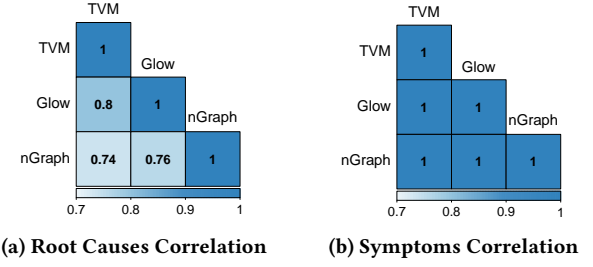 TVM
TVM 1
Glow
Glow 0.8 1
nGraph
nGraph 0.74 0.76 1
0.7 0.8 0.9 1
(a) Root Causes Correlation
TVM
TVM 1
Glow
Glow 1 1
nGraph
nGraph 1 1 1
0.7 0.8 0.9 1
(b) Symptoms Correlation